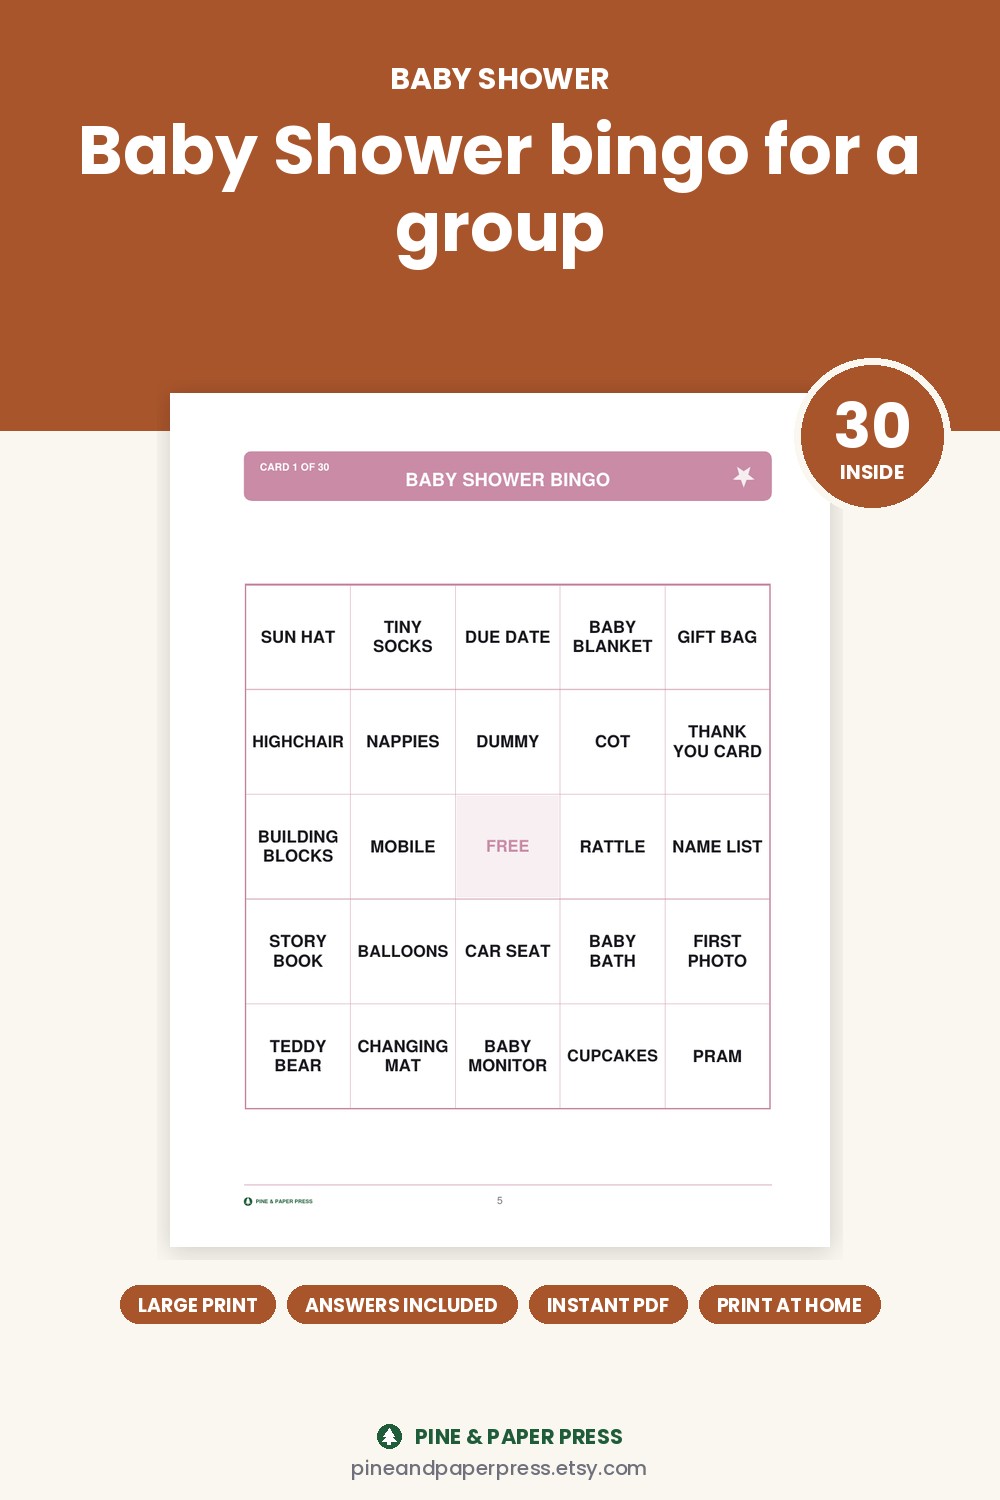 BABY SHOWER
Baby Shower bingo for a
group
30
INSIDE
CARD 1 OF 30
BABY SHOWER BINGO
SUN HAT
TINY
SOCKS
DUE DATE
BABY
BLANKET
GIFT BAG
HIGHCHAIR
NAPPIES
DUMMY
COT
THANK
YOU CARD
BUILDING
BLOCKS
MOBILE
FREE
RATTLE
NAME LIST
STORY
BOOK
BALLOONS
CAR SEAT
BABY
BATH
FIRST
PHOTO
TEDDY
BEAR
CHANGING
MAT
BABY
MONITOR
CUPCAKES
PRAM
PINE & PAPER PRESS
5
LARGE PRINT
ANSWERS INCLUDED
INSTANT PDF
PRINT AT HOME
PINE & PAPER PRESS
pineandpaperpress.etsy.com